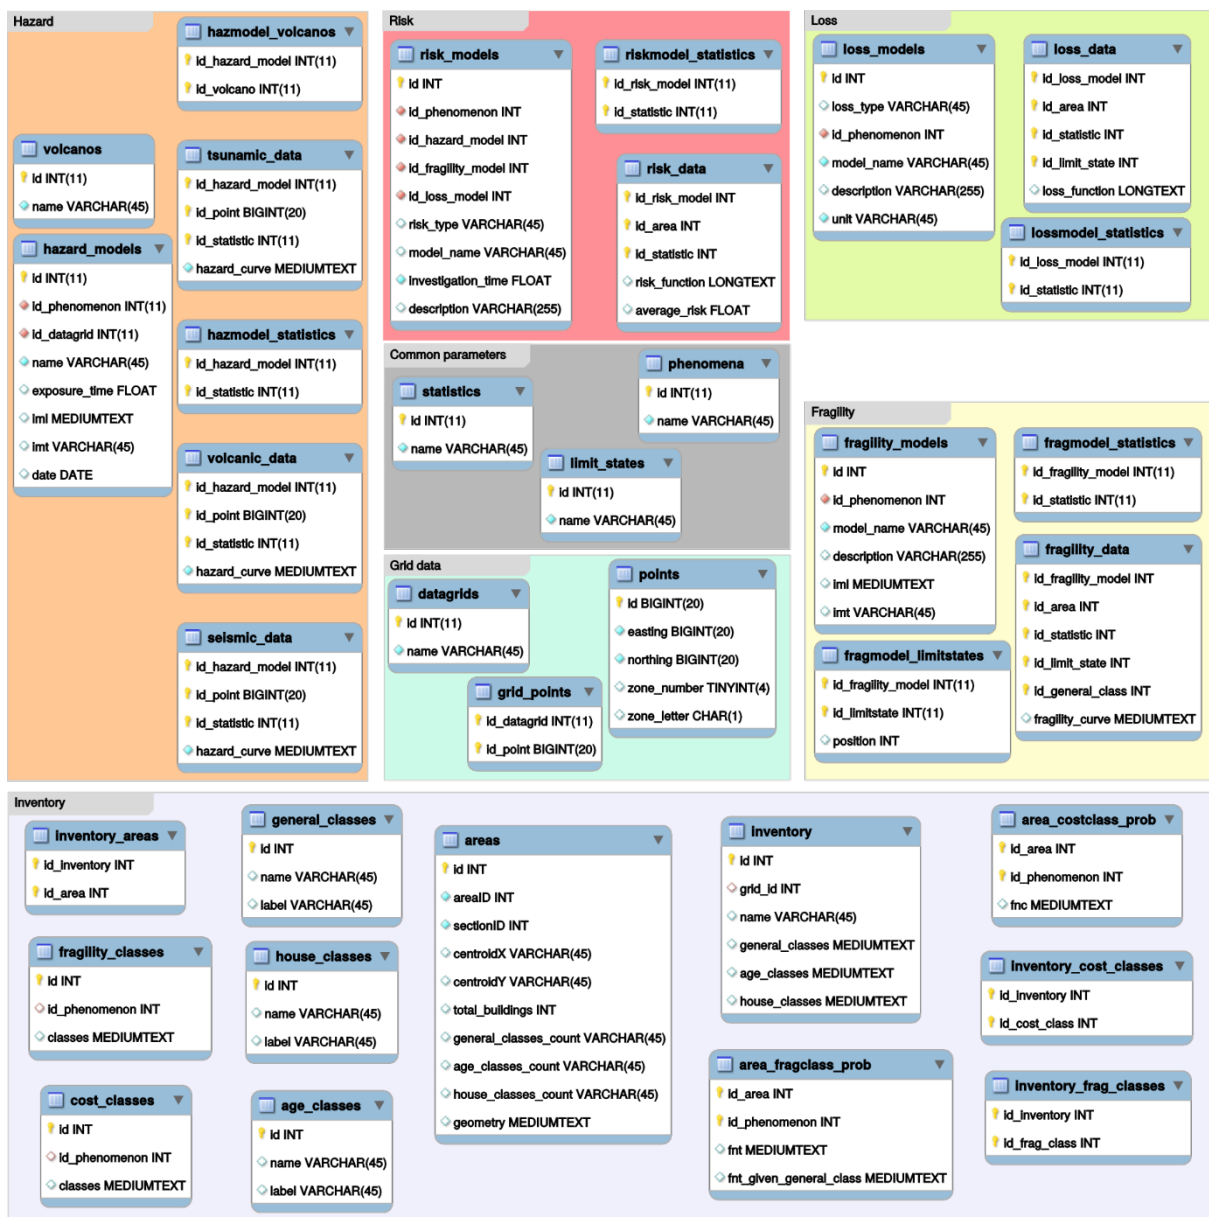 Hazard
hazmodel_volcanos
id_hazard_model INT(11)
id_volcano INT(11)
volcanos
id INT(11)
name VARCHAR(45)
tsunamic_data
id_hazard_model INT(11)
id_point BIGINT(20)
id_statistic INT(11)
hazard_curve MEDIUMTEXT
hazard_models
id INT(11)
id_phenomenon INT(11)
id_datagrid INT(11)
name VARCHAR(45)
exposure_time FLOAT
iml MEDIUMTEXT
imt VARCHAR(45)
date DATE
hazmodel_statistics
id_hazard_model INT(11)
id_statistic INT(11)
volcanic_data
id_hazard_model INT(11)
id_point BIGINT(20)
id_statistic INT(11)
hazard_curve MEDIUMTEXT
seismic_data
id_hazard_model INT(11)
id_point BIGINT(20)
id_statistic INT(11)
hazard_curve MEDIUMTEXT
Risk
risk_models
id INT
id_phenomenon INT
id_hazard_model INT
id_fragility_model INT
id_loss_model INT
risk_type VARCHAR(45)
model_name VARCHAR(45)
investigation_time FLOAT
description VARCHAR(255)
riskmodel_statistics
id_risk_model INT(11)
id_statistic INT(11)
risk_data
id_risk_model INT
id_area INT
id_statistic INT
risk_function LONGTEXT
average_risk FLOAT
Loss
loss_models
id INT
loss_type VARCHAR(45)
id_phenomenon INT
model_name VARCHAR(45)
description VARCHAR(255)
unit VARCHAR(45)
loss_data
id_loss_model INT
id_area INT
id_statistic INT
id_limit_state INT
loss_function LONGTEXT
lossmodel_statistics
id_loss_model INT(11)
id_statistic INT(11)
Common parameters
statistics
id INT(11)
name VARCHAR(45)
phenomena
id INT(11)
name VARCHAR(45)
limit_states
id INT(11)
name VARCHAR(45)
Grid data
datagrids
id INT(11)
name VARCHAR(45)
points
id BIGINT(20)
easting BIGINT(20)
northing BIGINT(20)
zone_number TINYINT(4)
zone_letter CHAR(1)
grid_points
id_datagrid INT(11)
id_point BIGINT(20)
Fragility
fragility_models
id INT
id_phenomenon INT
model_name VARCHAR(45)
description VARCHAR(255)
iml MEDIUMTEXT
imt VARCHAR(45)
fragmodel_statistics
id_fragility_model INT(11)
id_statistic INT(11)
fragility_data
id_fragility_model INT
id_area INT
id_statistic INT
id_limit_state INT
id_general_class INT
fragility_curve MEDIUMTEXT
fragmodel_limitstates
id_fragility_model INT(11)
id_limitstate INT(11)
position INT
Inventory
inventory_areas
id_inventory INT
id_area INT
general_classes
id INT
name VARCHAR(45)
label VARCHAR(45)
areas
id INT
areaID INT
sectionID INT
centroidX VARCHAR(45)
centroidY VARCHAR(45)
total_buildings INT
general_classes_count VARCHAR(45)
age_classes_count VARCHAR(45)
house_classes_count VARCHAR(45)
geometry MEDIUMTEXT
inventory
id INT
grid_id INT
name VARCHAR(45)
general_classes MEDIUMTEXT
age_classes MEDIUMTEXT
house_classes MEDIUMTEXT
area_costclass_prob
id_area INT
id_phenomenon INT
fnc MEDIUMTEXT
fragility_classes
id INT
id_phenomenon INT
classes MEDIUMTEXT
house_classes
id INT
name VARCHAR(45)
label VARCHAR(45)
inventory_cost_classes
id_inventory INT
id_cost_class INT
area_fragclass_prob
id_area INT
id_phenomenon INT
fnt MEDIUMTEXT
fnt_given_general_class MEDIUMTEXT
inventory_frag_classes
id_inventory INT
id_frag_class INT
cost_classes
id INT
id_phenomenon INT
classes MEDIUMTEXT
age_classes
id INT
name VARCHAR(45)
label VARCHAR(45)